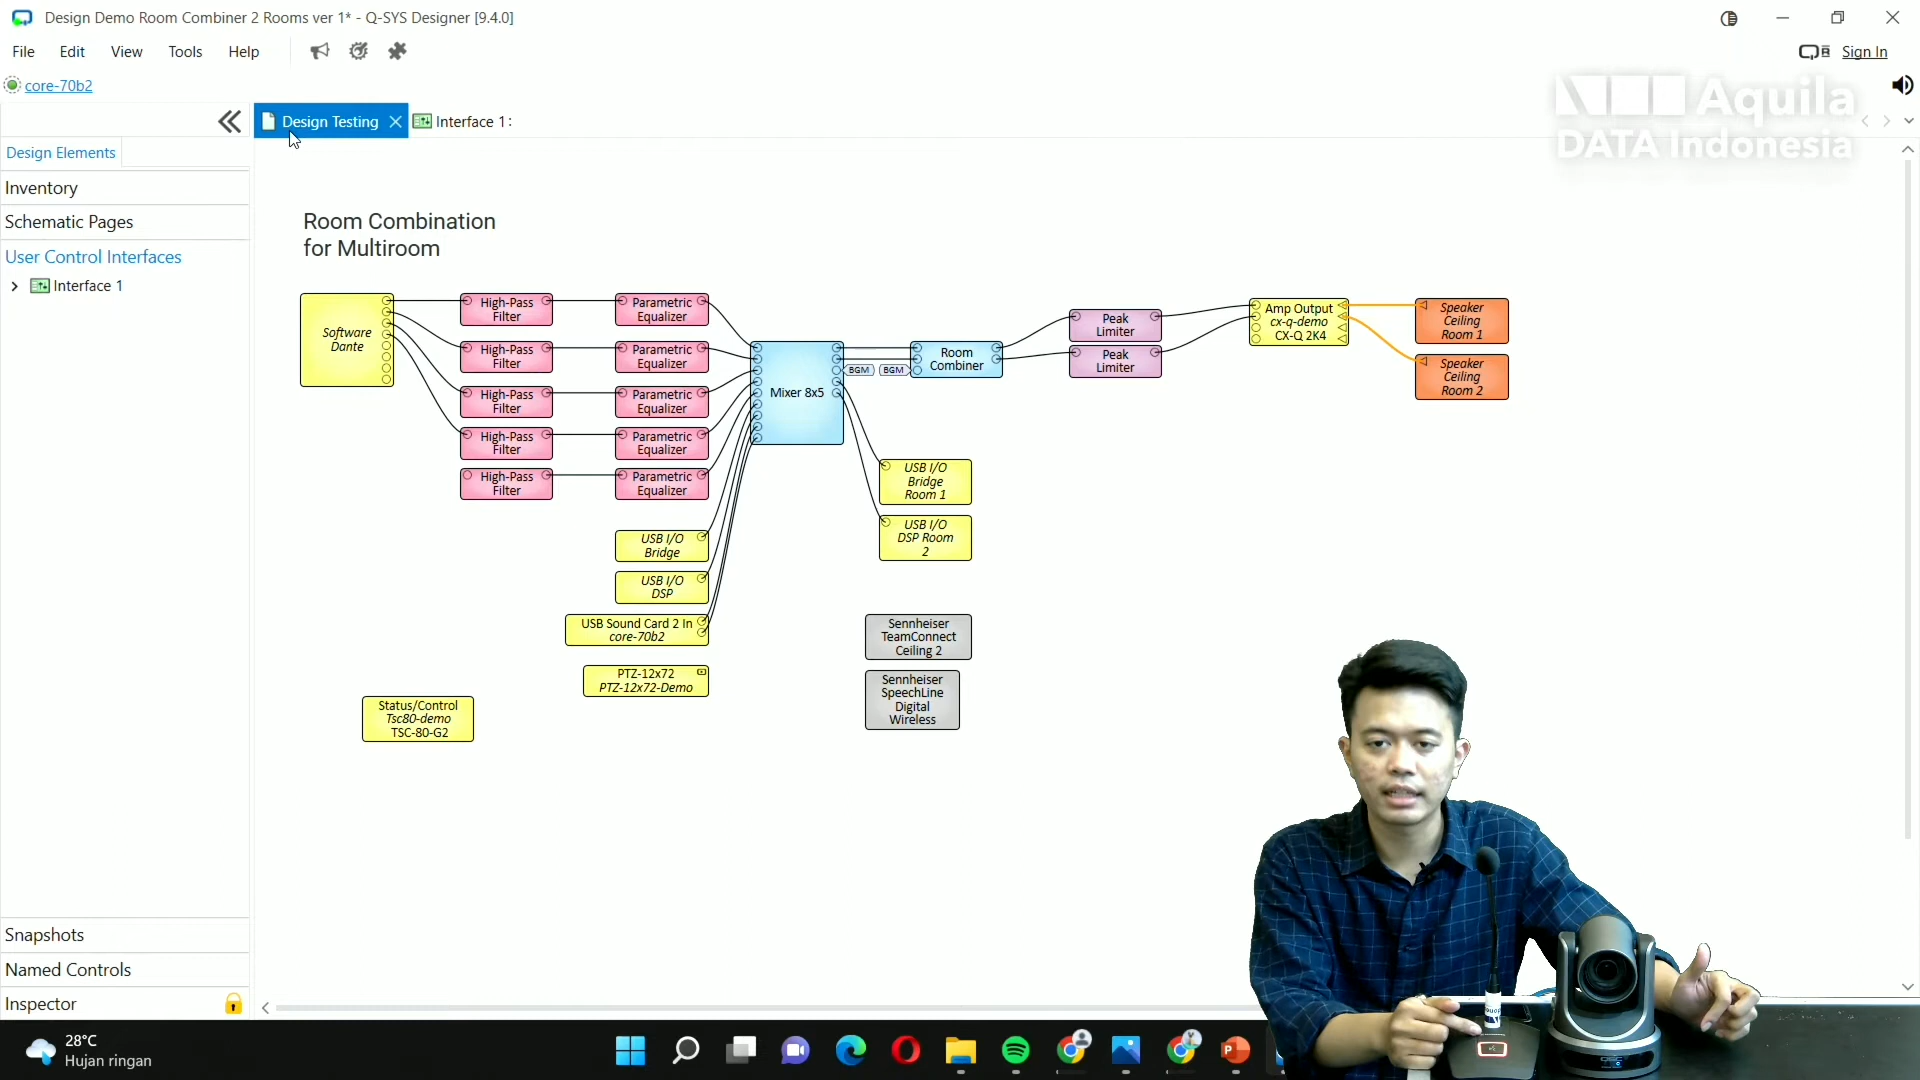 Design Demo Room Combiner 2 Rooms ver 1* - Q-SYS Designer [9.4.0]
File Edit View Tools Help
Sign In
core-70b2
Aquila
DATA Indonesia
Design Testing
Interface 1:
Design Elements
Inventory
Schematic Pages
User Control Interfaces
Interface 1
Room Combination
for Multiroom
Software
Dante
High-Pass
Filter
Parametric
Equalizer
High-Pass
Filter
Parametric
Equalizer
High-Pass
Filter
Parametric
Equalizer
High-Pass
Filter
Parametric
Equalizer
High-Pass
Filter
Parametric
Equalizer
Mixer 8x5
BGM
BGM
Room
Combiner
Peak
Limiter
Peak
Limiter
Amp Output
cx-q-demo
CX-Q 2K4
Speaker
Ceiling
Room 1
Speaker
Ceiling
Room 2
USB I/O
Bridge
Room 1
USB I/O
DSP Room
2
USB I/O
Bridge
USB I/O
DSP
USB Sound Card 2 In
core-70b2
PTZ-12x72
PTZ-12x72-Demo
Status/Control
Tsc80-demo
TSC-80-G2
Sennheiser
TeamConnect
Ceiling 2
Sennheiser
SpeechLine
Digital
Wireless
Snapshots
Named Controls
Inspector
28°C
Hujan ringan
QSC